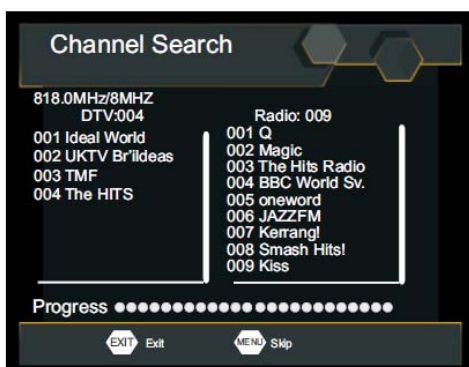 Channel Search
818.0MHz/8MHZ
DTV:004
001 Ideal World
002 UKTV Br'ildeas
003 TMF
004 The HITS
Radio: 009
001 Q
002 Magic
003 The Hits Radio
004 BBC World Sv.
005 oneword
006 JAZZFM
007 Kerrang!
008 Smash Hits!
009 Kiss
Progress
EXIT Exit
MENU Skip